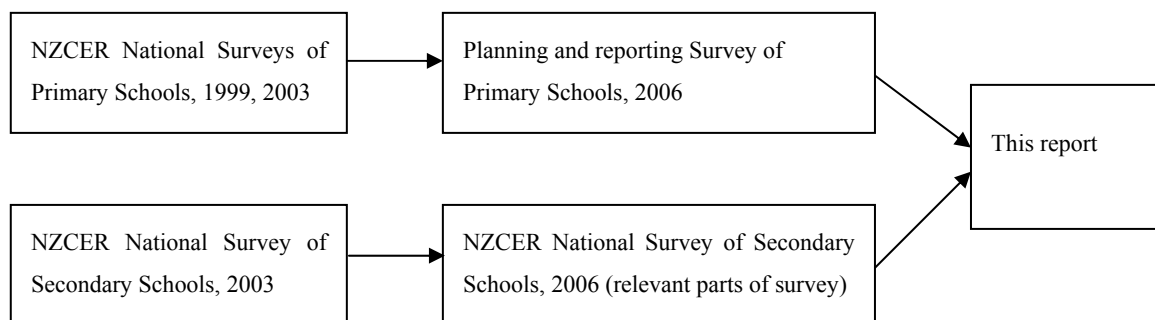 NZCER National Surveys of
Primary Schools, 1999, 2003
Planning and reporting Survey of
Primary Schools, 2006
This report
NZCER National Survey of
Secondary Schools, 2003
NZCER National Survey of Secondary
Schools, 2006 (relevant parts of survey)